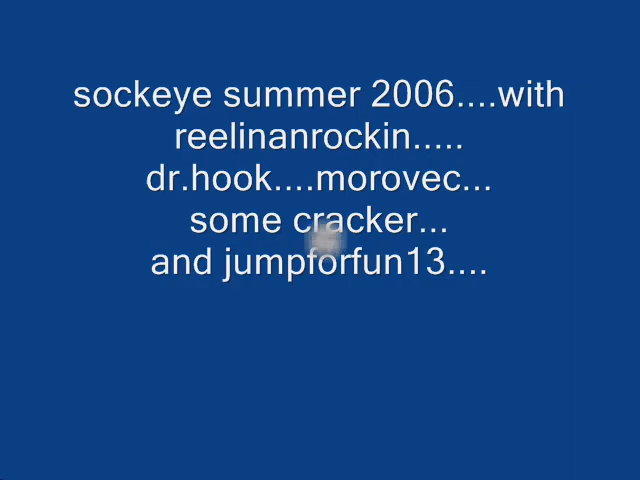 sockeye summer 2006....with
reelinanrockin.....
dr.hook....morovec...
some cracker...
and jumpforfun13....